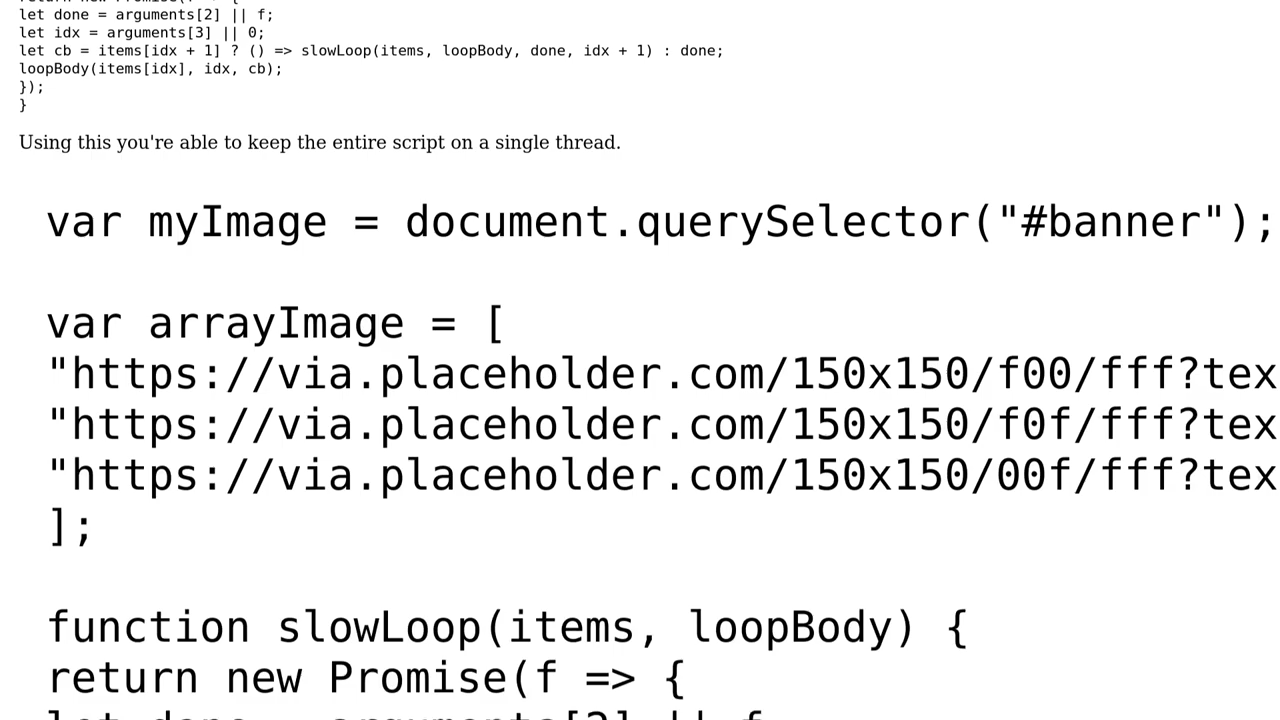 let done = arguments[2] || f;
let idx = arguments[3] || 0;
let cb = items[idx + 1] ? () => slowLoop(items, loopBody, done, idx + 1) : done;
loopBody(items[idx], idx, cb);
});
}
Using this you're able to keep the entire script on a single thread.
var myImage = document.querySelector("#banner");
var arrayImage = [
"https://via.placeholder.com/150x150/f00/fff?tex
"https://via.placeholder.com/150x150/f0f/fff?tex
"https://via.placeholder.com/150x150/00f/fff?tex
];
function slowLoop(items, loopBody) {
return new Promise(f => {